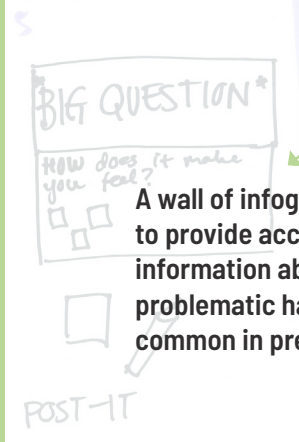 5
*BIG QUESTION*
HOW does it make
you feel?
A wall of infog
to provide acc
information ab
problematic ha
common in pre
POST-IT